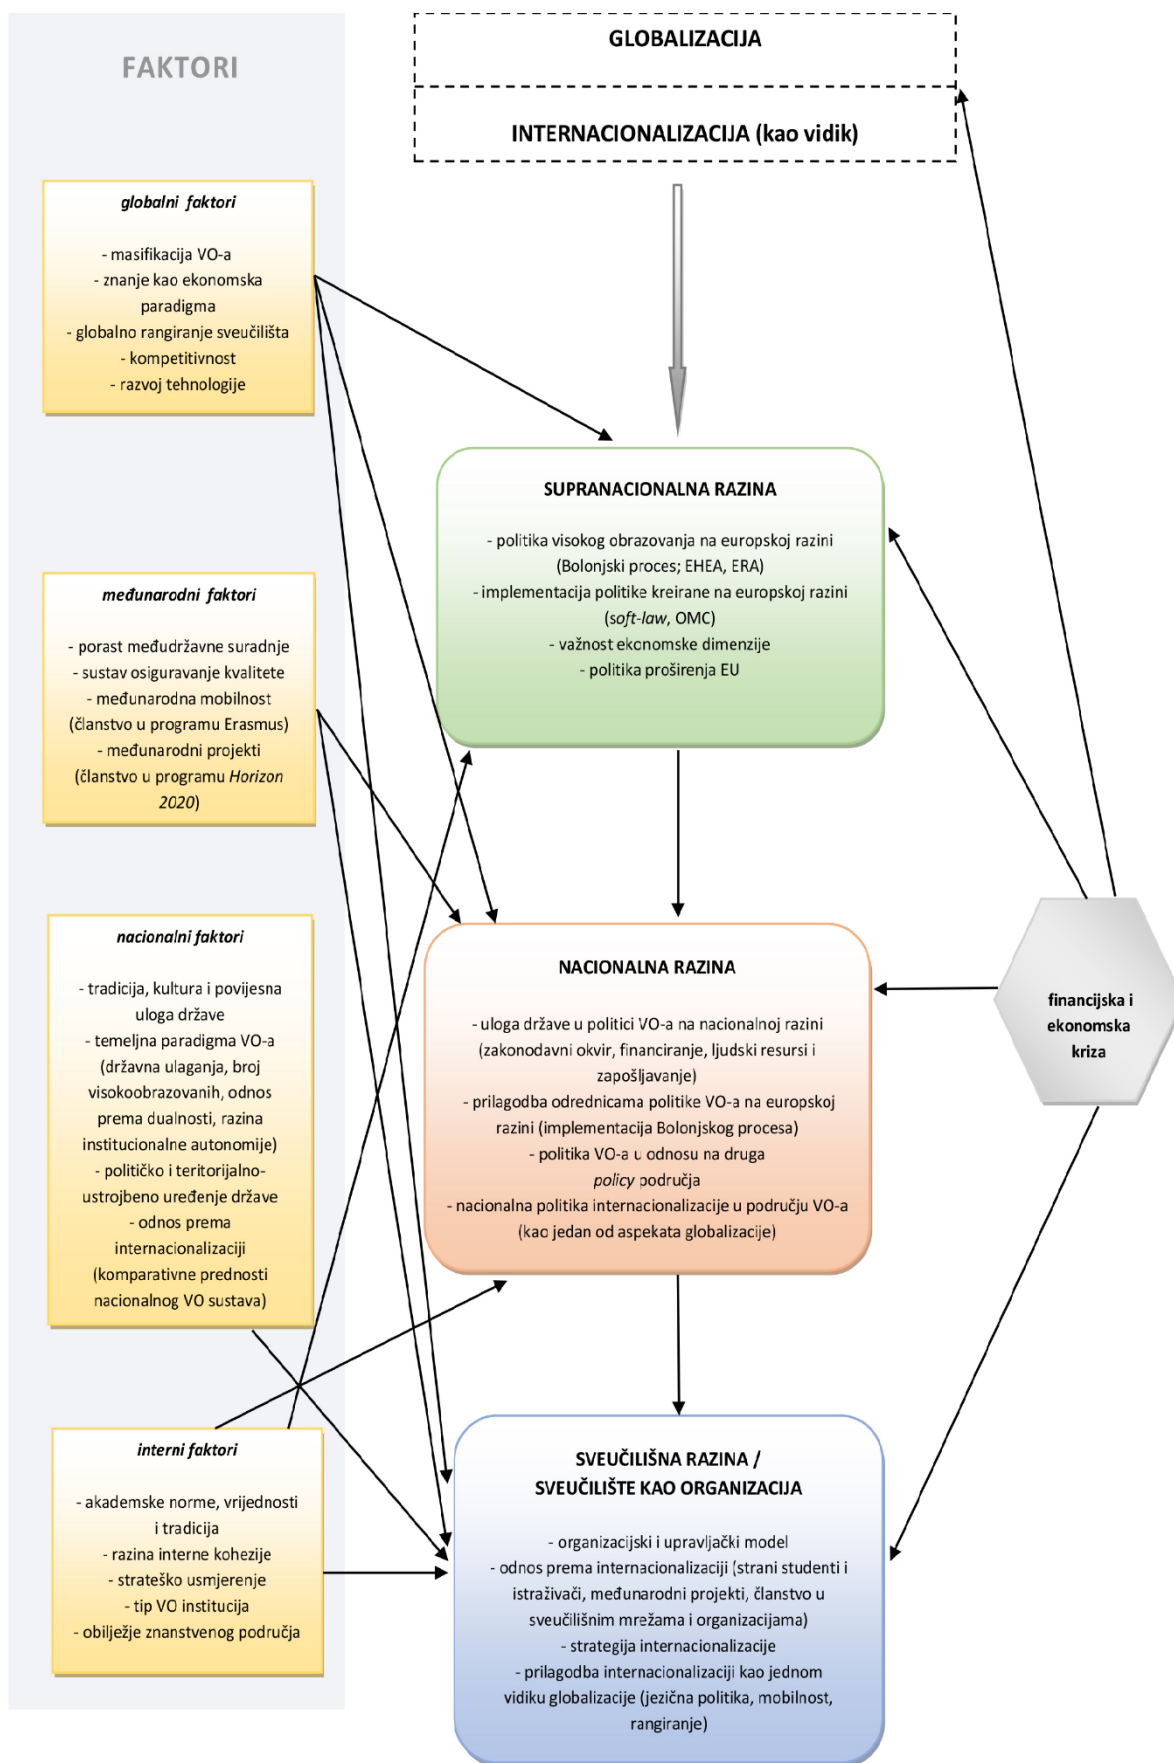 FAKTORI
globalni faktori
- masifikacija VO-a
- znanje kao ekonomska
paradigma
- globalno rangiranje sveučilišta
- kompetitivnost
- razvoj tehnologije
međunarodni faktori
- porast međudržavne suradnje
- sustav osiguravanje kvalitete
- međunarodna mobilnost
(članstvo u programu Erasmus)
- međunarodni projekti
(članstvo u programu Horizon
2020)
nacionalni faktori
- tradicija, kultura i povijesna
uloga države
- temeljna paradigma VO-a
(državna ulaganja, broj
visokoobrazovanih, odnos
prema dualnosti, razina
institucionalne autonomije)
- političko i teritorijalno-
ustrojbeno uređenje države
- odnos prema
internacionalizaciji
(komparativne prednosti
nacionalnog VO sustava)
interni faktori
- akademske norme, vrijednosti
i tradicija
- razina interne kohezije
- strateško usmjerenje
- tip VO institucija
- obilježje znanstvenog područja
GLOBALIZACIJA
INTERNACIONALIZACIJA (kao vidik)
SUPRANACIONALNA RAZINA
- politika visokog obrazovanja na europskoj razini
(Bolonjski proces; EHEA, ERA)
- implementacija politike kreirane na europskoj razini
(soft-law, OMC)
- važnost ekonomske dimenzije
- politika proširenja EU
NACIONALNA RAZINA
- uloga države u politici VO-a na nacionalnoj razini
(zakonodavni okvir, financiranje, ljudski resursi i
zapošljavanje)
- prilagodba odrednicama politike VO-a na europskoj
razini (implementacija Bolonjskog procesa)
- politika VO-a u odnosu na druga
policy područja
- nacionalna politika internacionalizacije u području VO-a
(kao jedan od aspekata globalizacije)
SVEUČILIŠNA RAZINA /
SVEUČILIŠTE KAO ORGANIZACIJA
- organizacijski i upravljački model
- odnos prema internacionalizaciji (strani studenti i
istraživači, međunarodni projekti, članstvo u
sveučilišnim mrežama i organizacijama)
- strategija internacionalizacije
- prilagodba internacionalizaciji kao jednom
vidiku globalizacije (jezična politika, mobilnost,
rangiranje)
financijska i
ekonomska
kriza